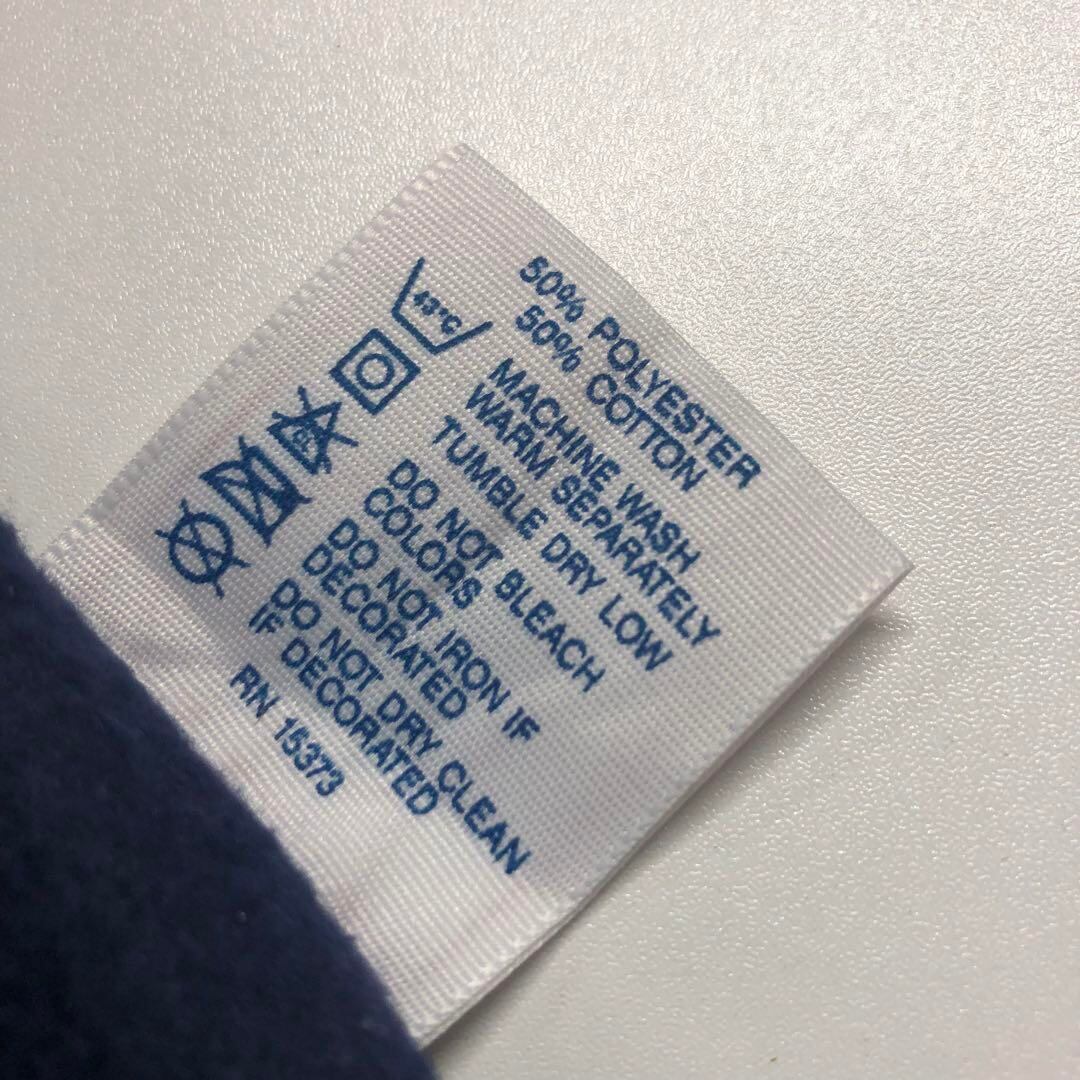 50% POLYESTER
50% COTTON
MACHINE WASH
WARM SEPARATELY
TUMBLE DRY LOW
DO NOT BLEACH
COLORS
DO NOT IRON IF
DECORATED
DO NOT DRY CLEAN
IF DECORATED
RN 15373
43°C